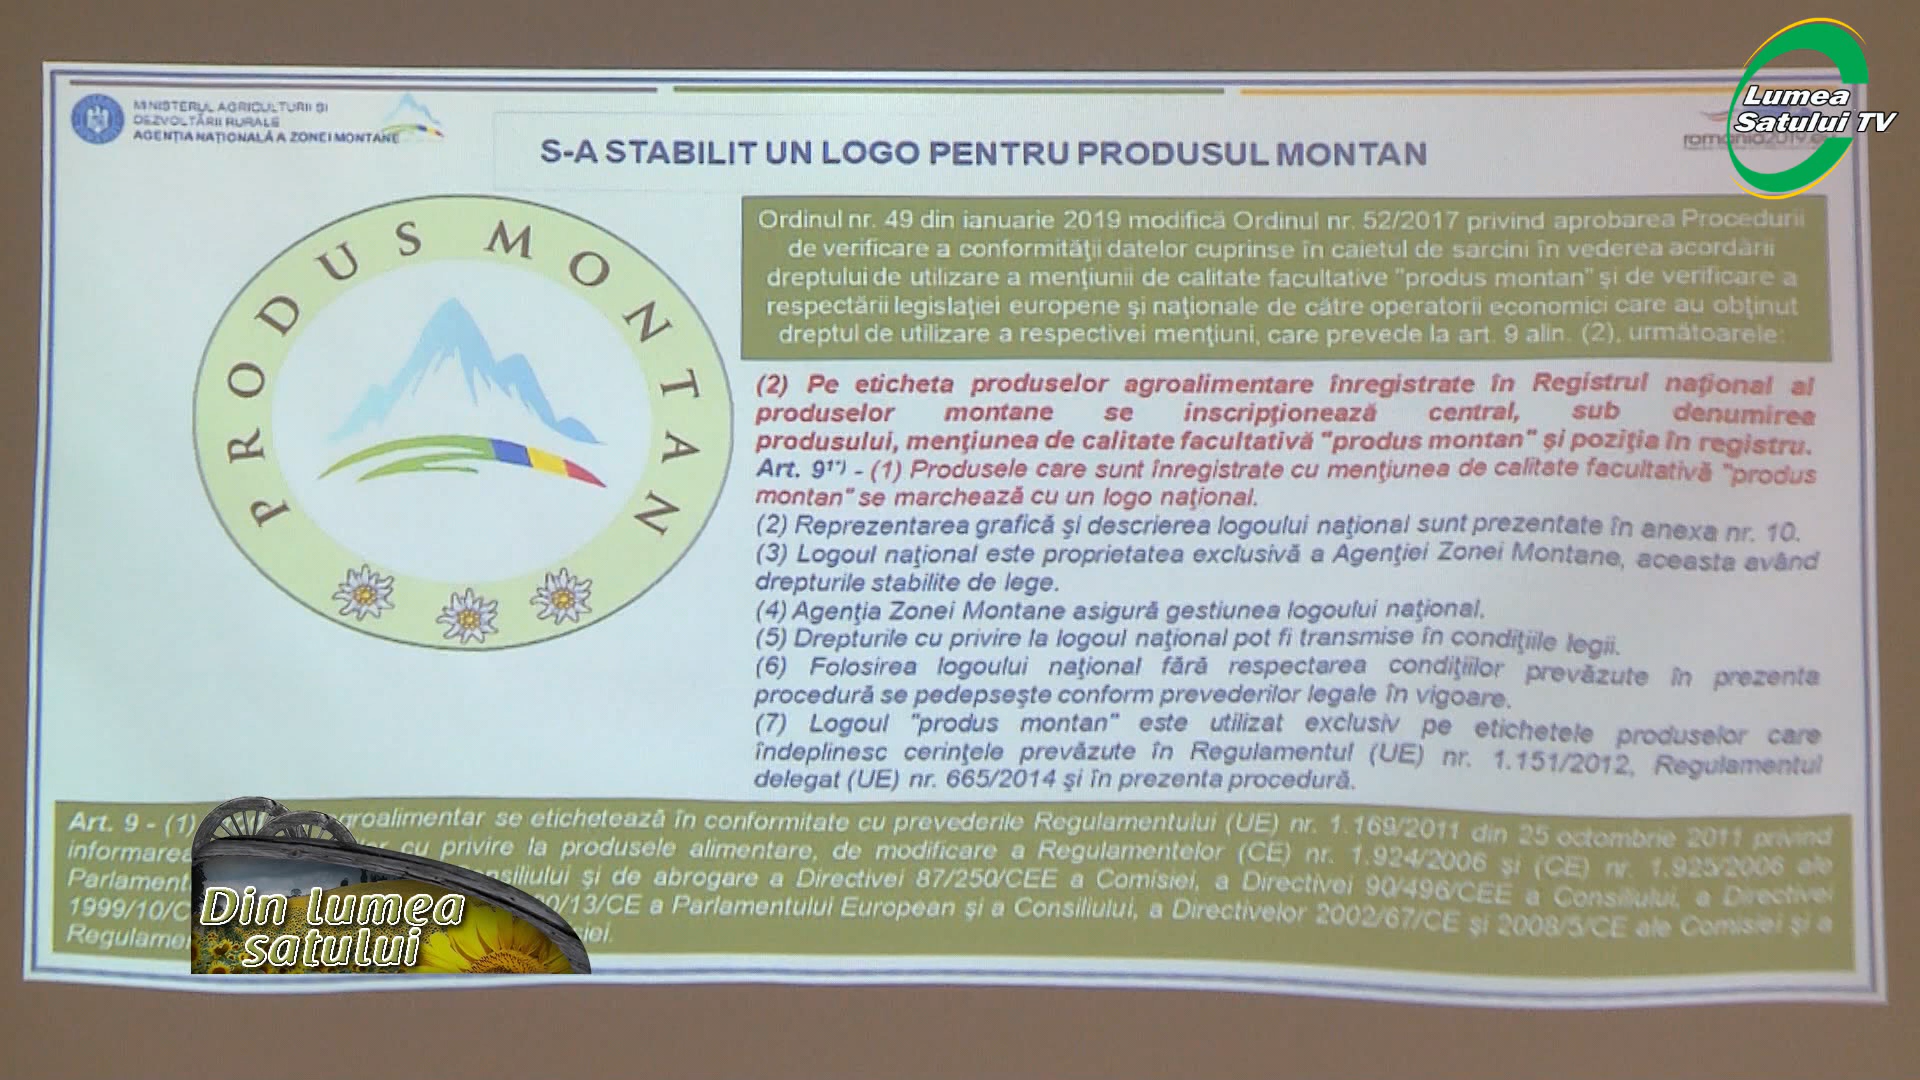 Lumea
Satului TV
MINISTERUL AGRICULTURII ȘI
DEZVOLTĂRII RURALE
AGENȚIA NAȚIONALĂ A ZONEI MONTANE
S-A STABILIT UN LOGO PENTRU PRODUSUL MONTAN
PRODUS MONTAN
Ordinul nr. 49 din ianuarie 2019 modifică Ordinul nr. 52/2017 privind aprobarea Procedurii
de verificare a conformităţii datelor cuprinse în caietul de sarcini în vederea acordării
dreptului de utilizare a menţiunii de calitate facultative "produs montan" şi de verificare a
respectării legislaţiei europene şi naţionale de către operatorii economici care au obţinut
dreptul de utilizare a respectivei menţiuni, care prevede la art. 9 alin. (2), următoarele:
(2) Pe eticheta produselor agroalimentare înregistrate în Registrul naţional al
produselor montane se inscripţionează central, sub denumirea
produsului, menţiunea de calitate facultativă "produs montan" şi poziţia în registru.
Art. 9¹*) - (1) Produsele care sunt înregistrate cu menţiunea de calitate facultativă "produs
montan" se marchează cu un logo naţional.
(2) Reprezentarea grafică şi descrierea logoului naţional sunt prezentate în anexa nr. 10.
(3) Logoul naţional este proprietatea exclusivă a Agenţiei Zonei Montane, aceasta având
drepturile stabilite de lege.
(4) Agenţia Zonei Montane asigură gestiunea logoului naţional.
(5) Drepturile cu privire la logoul naţional pot fi transmise în condiţiile legii.
(6) Folosirea logoului naţional fără respectarea condiţiilor prevăzute în prezenta
procedură se pedepseşte conform prevederilor legale în vigoare.
(7) Logoul "produs montan" este utilizat exclusiv pe etichetele produselor care
îndeplinesc cerinţele prevăzute în Regulamentul (UE) nr. 1.151/2012, Regulamentul
delegat (UE) nr. 665/2014 şi în prezenta procedură.
Art. 9 - (1) groalimentar se etichetează în conformitate cu prevederile Regulamentului (UE) nr. 1.169/2011 din 25 octombrie 2011 privind
informarea cu privire la produsele alimentare, de modificare a Regulamentelor (CE) nr. 1.924/2006 şi (CE) nr. 1.925/2006 ale
Parlament nsiliului şi de abrogare a Directivei 87/250/CEE a Comisiei, a Directivei 90/496/CEE a Consiliului, a Directivei
1999/10/C 0/13/CE a Parlamentului European şi a Consiliului, a Directivelor 2002/67/CE şi 2008/5/CE ale Comisiei şi a
Regulame
Din lumea
satului